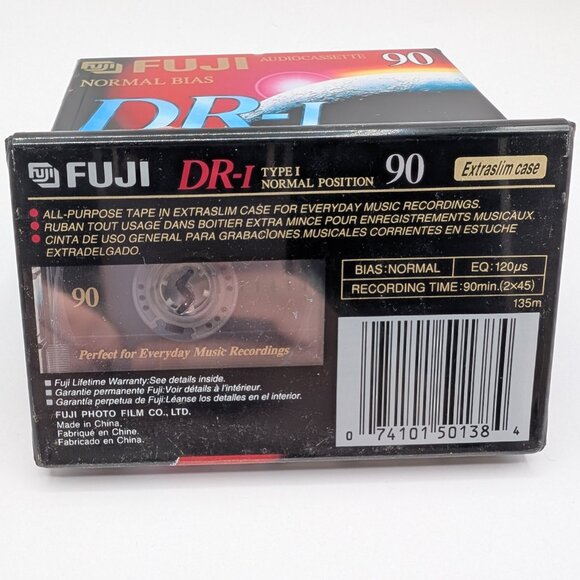 FUJI FUJI AUDIOCASSETTE 90
NORMAL BIAS
DR-I
FUJI FUJI DR-I TYPE I NORMAL POSITION 90 Extraslim case
ALL-PURPOSE TAPE IN EXTRASLIM CASE FOR EVERYDAY MUSIC RECORDINGS.
RUBAN TOUT USAGE DANS BOITIER EXTRA MINCE POUR ENREGISTREMENTS MUSICAUX.
CINTA DE USO GENERAL PARA GRABACIONES MUSICALES CORRIENTES EN ESTUCHE
EXTRADELGADO.
BIAS:NORMAL EQ:120µs
RECORDING TIME:90min.(2×45)
135m
90
Perfect for Everyday Music Recordings
Fuji Lifetime Warranty:See details inside.
Garantie permanente Fuji:Voir détails à l'intérieur.
Garantía perpetua de Fuji:Léanse los detalles en el interior.
FUJI PHOTO FILM CO., LTD.
Made in China.
Fabriqué en Chine.
Fabricado en China.
0 74101 50138 4